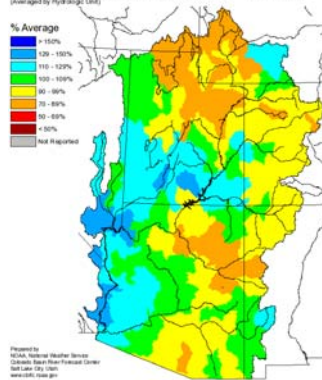 (Averaged by Hydrologic Unit)
% Average
> 150%
129 - 150%
110 - 129%
100 - 109%
90 - 99%
70 - 89%
50 - 69%
< 50%
Not Reported
Prepared by
NOAA, National Weather Service
Colorado Basin River Forecast Center
Salt Lake City, Utah
www.cbrfc.noaa.gov